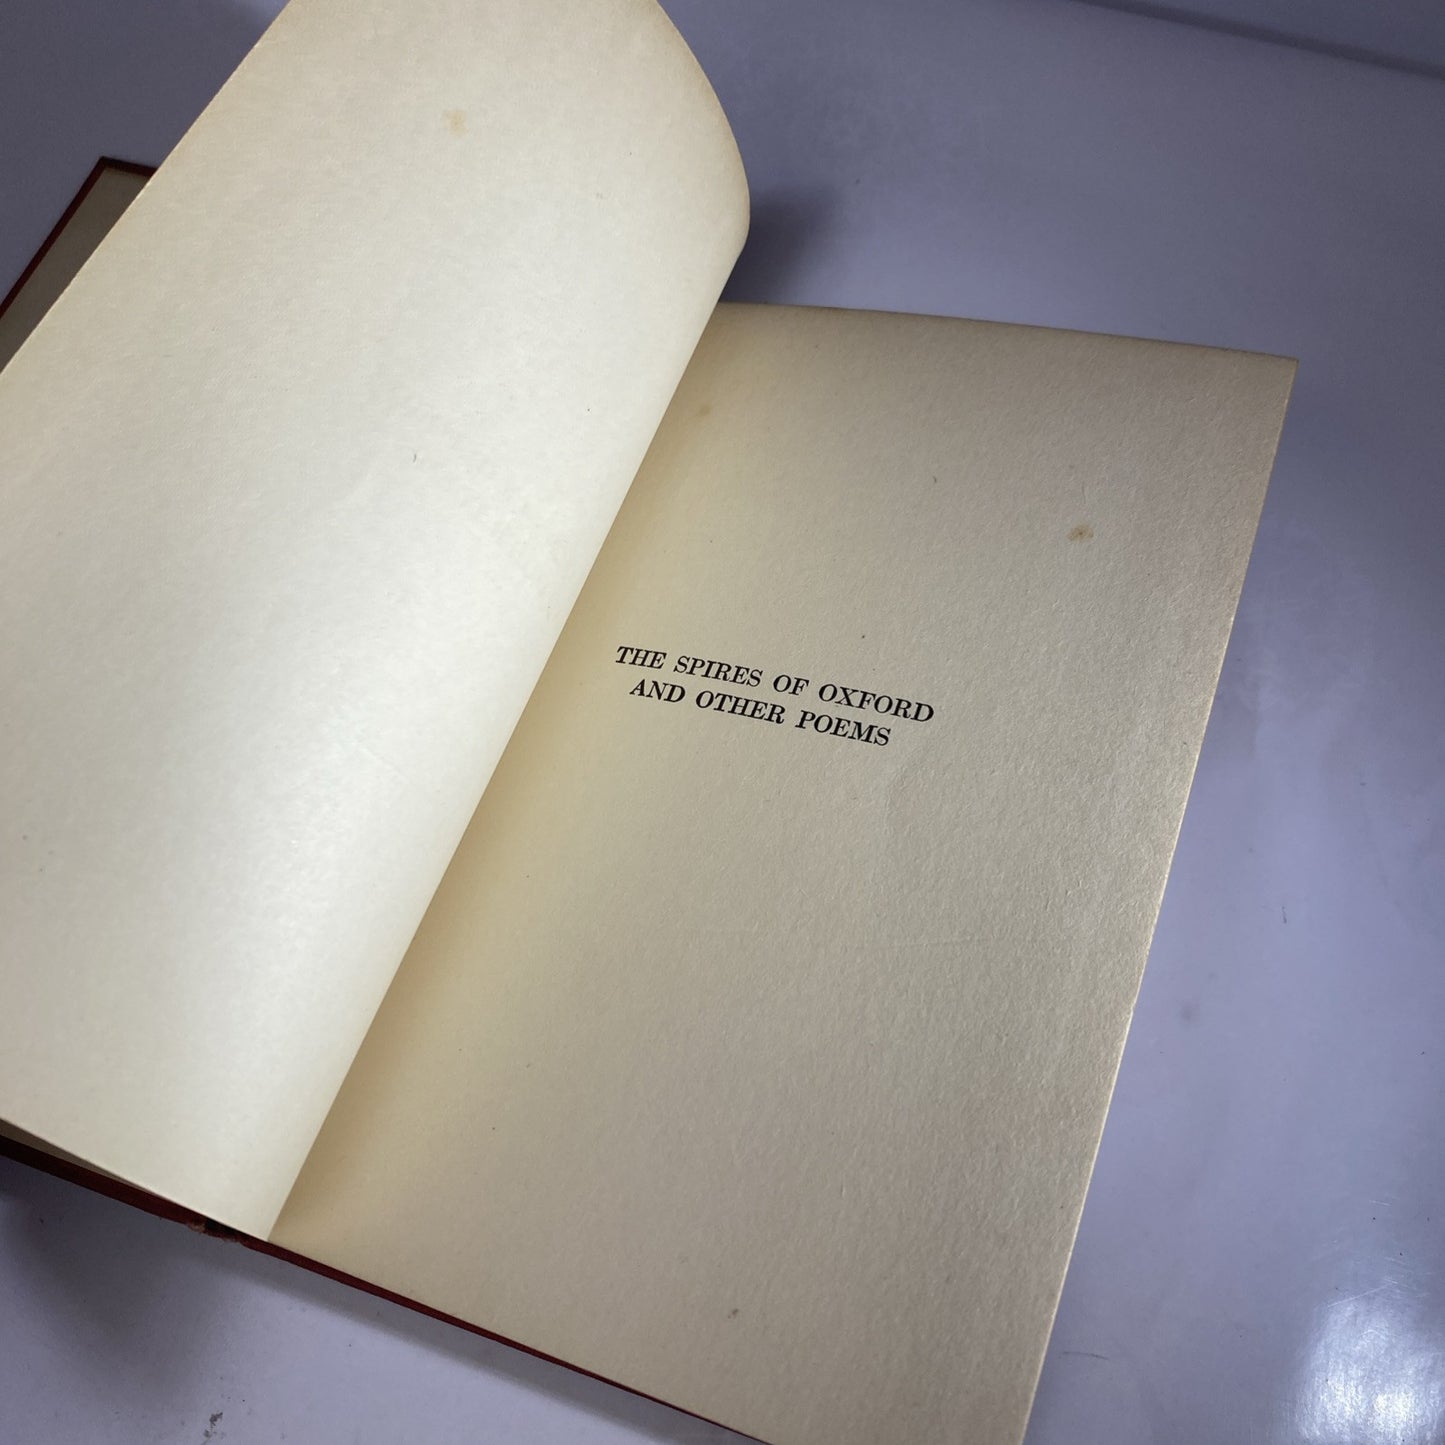 THE SPIRES OF OXFORD
AND OTHER POEMS